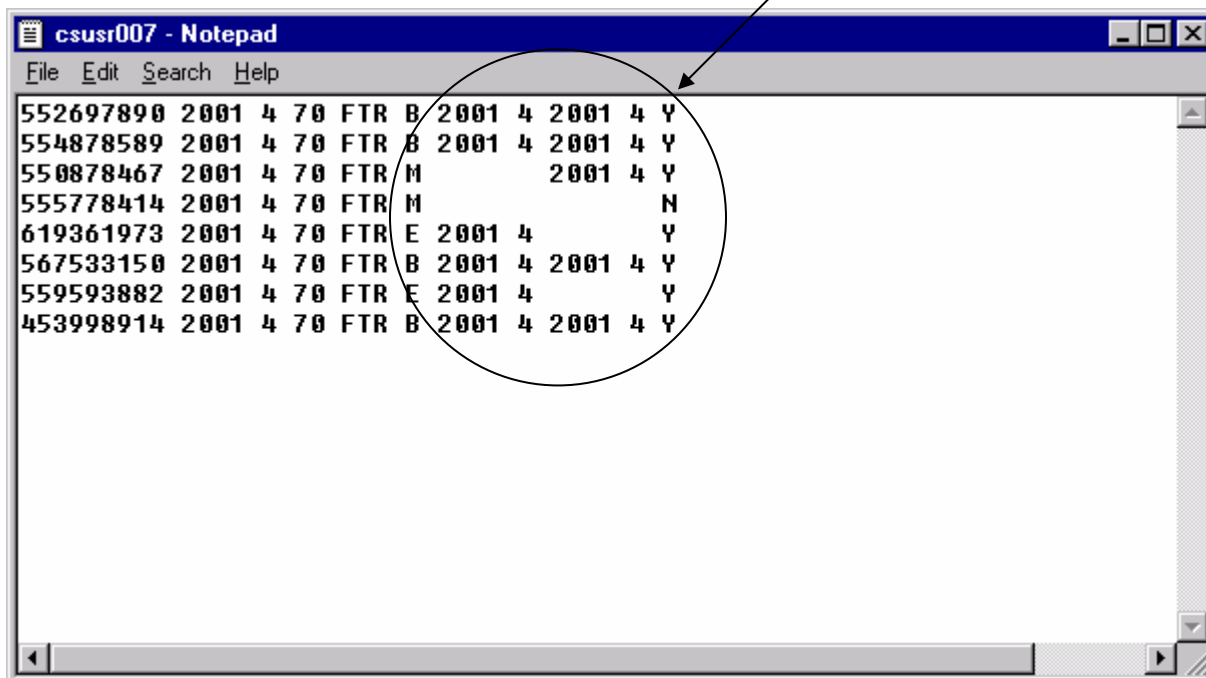 csusr007 - Notepad
File Edit Search Help
552697890 2001 4 70 FTR B 2001 4 2001 4 Y
554878589 2001 4 70 FTR B 2001 4 2001 4 Y
550878467 2001 4 70 FTR M 2001 4 Y
555778414 2001 4 70 FTR M N
619361973 2001 4 70 FTR E 2001 4 Y
567533150 2001 4 70 FTR B 2001 4 2001 4 Y
559593882 2001 4 70 FTR E 2001 4 Y
453998914 2001 4 70 FTR B 2001 4 2001 4 Y